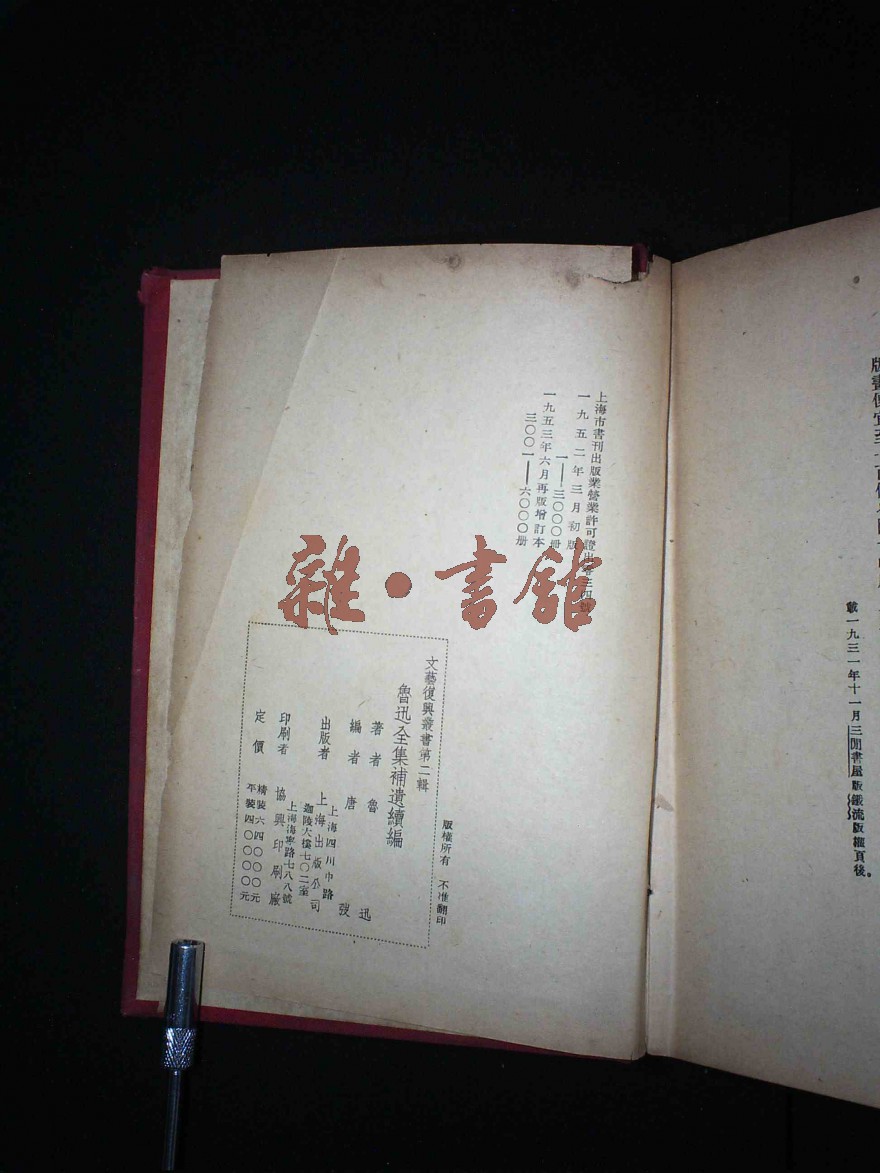 載一九三一年十一月三閒書屋版鐵流版權頁後。
上海市書刊出版業營業許可證出
一九五二年三月初版
一——三〇〇〇册
一九五三年六月再版增訂本
三〇〇一——六〇〇〇册
雜·書館
版權所有 不准翻印
文藝復興叢書第二輯
魯迅全集補遺續編
著者 魯迅
編者 唐弢
出版者 上海出版公司
上海四川中路
迦陵大樓七〇二室
印刷者 協興印刷廠
上海海寧路七八八號
定價 精裝六四〇〇〇元
平裝四〇〇〇〇元